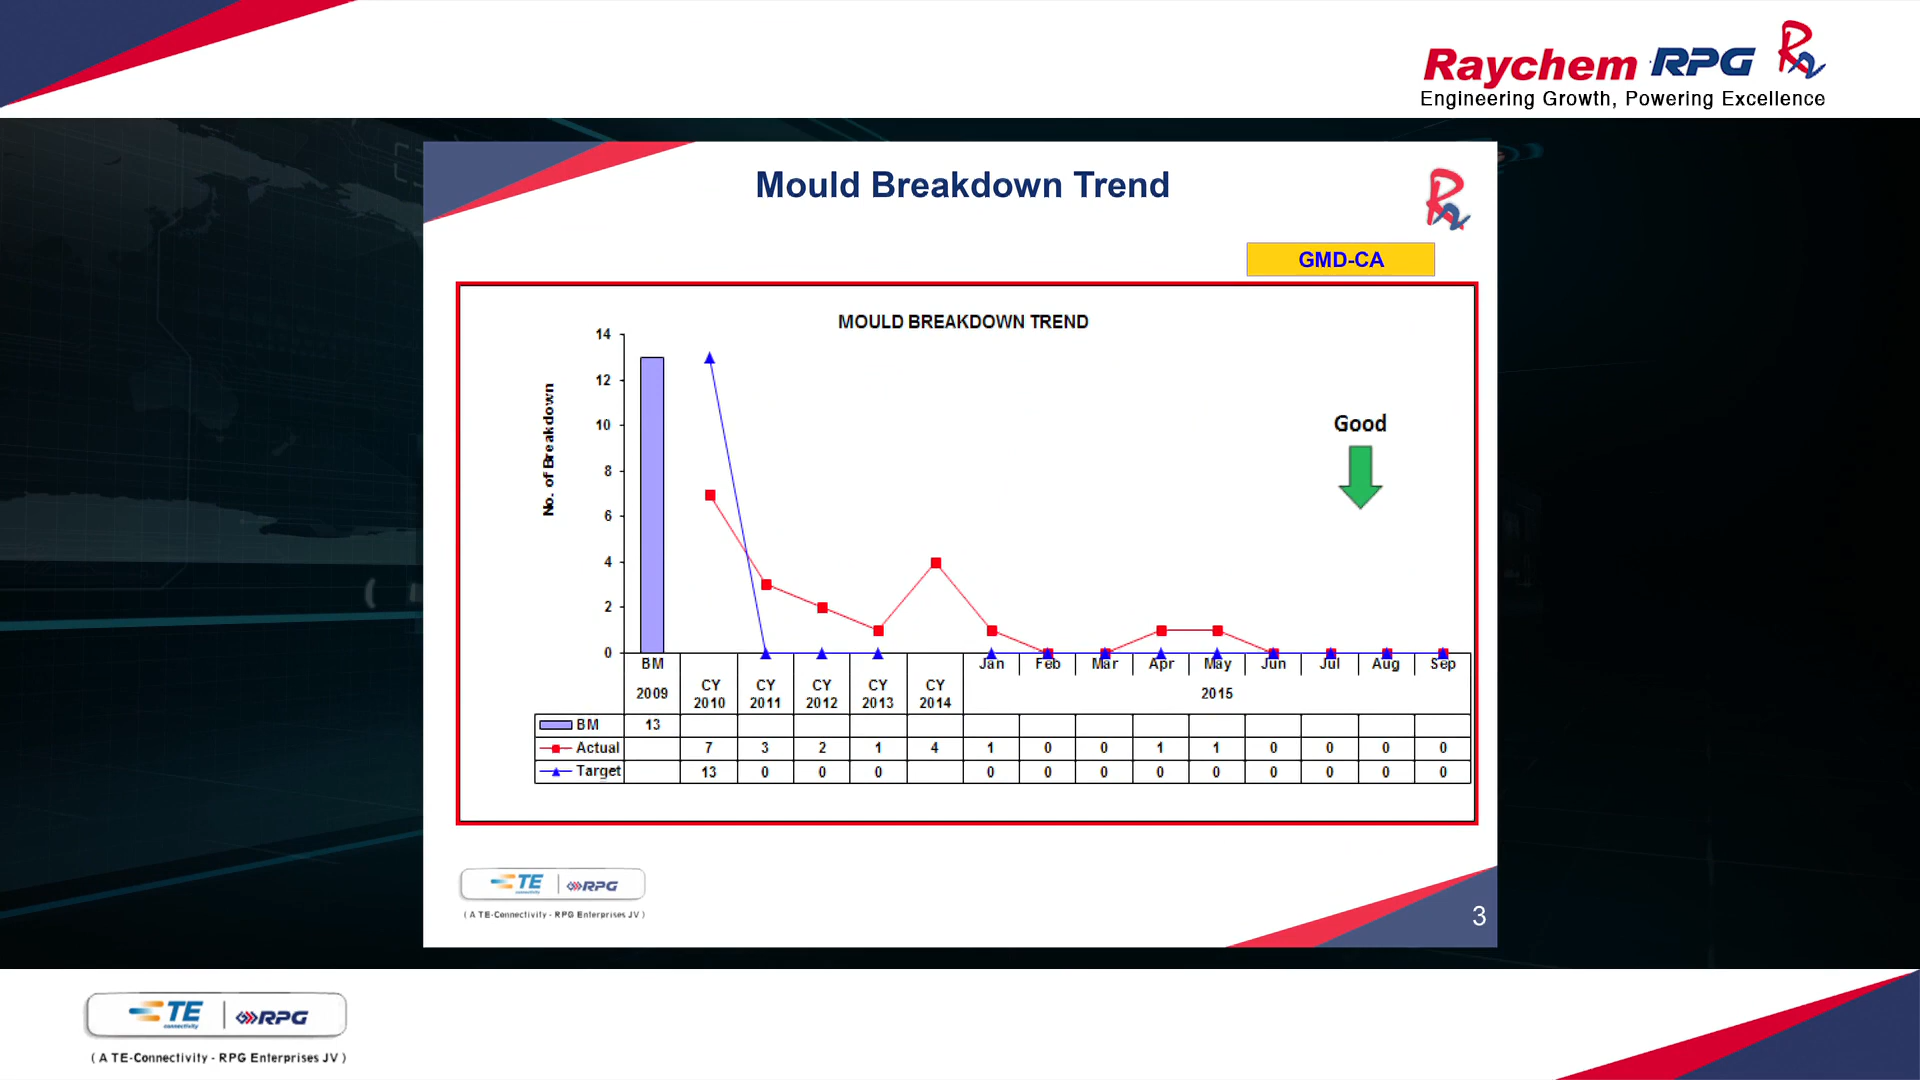 Raychem RPG
Engineering Growth, Powering Excellence
Mould Breakdown Trend
GMD-CA
MOULD BREAKDOWN TREND
No. of Breakdown
14
12
10
8
6
4
2
0
Good
BM Jan Feb Mar Apr May Jun Jul Aug Sep
2009 CY 2010 CY 2011 CY 2012 CY 2013 CY 2014 2015
BM 13
Actual 7 3 2 1 4 1 0 0 1 1 0 0 0 0
Target 13 0 0 0 0 0 0 0 0 0 0 0 0
TE connectivity RPG
( A TE-Connectivity - RPG Enterprises JV )
3
TE connectivity RPG
( A TE-Connectivity - RPG Enterprises JV )